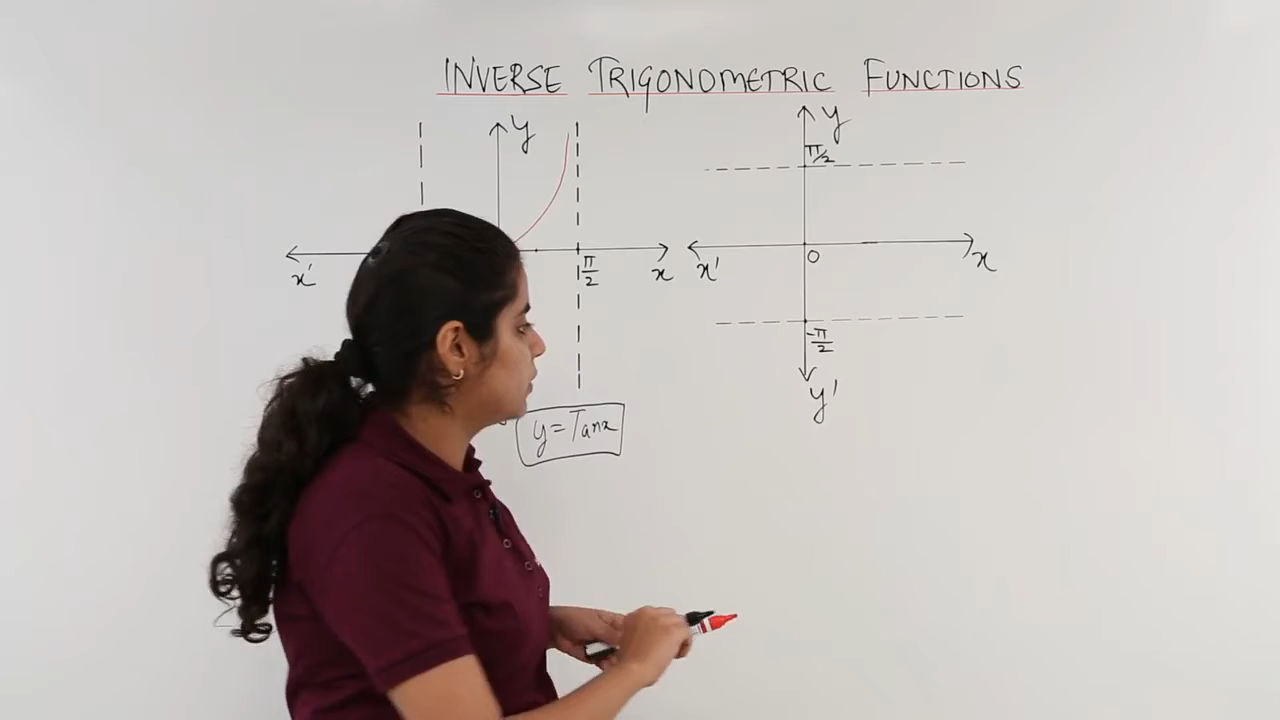 INVERSE TRIGONOMETRIC FUNCTIONS
y
y
π/2
x'
π/2
x
x'
0
x
-π/2
y'
y = Tanx